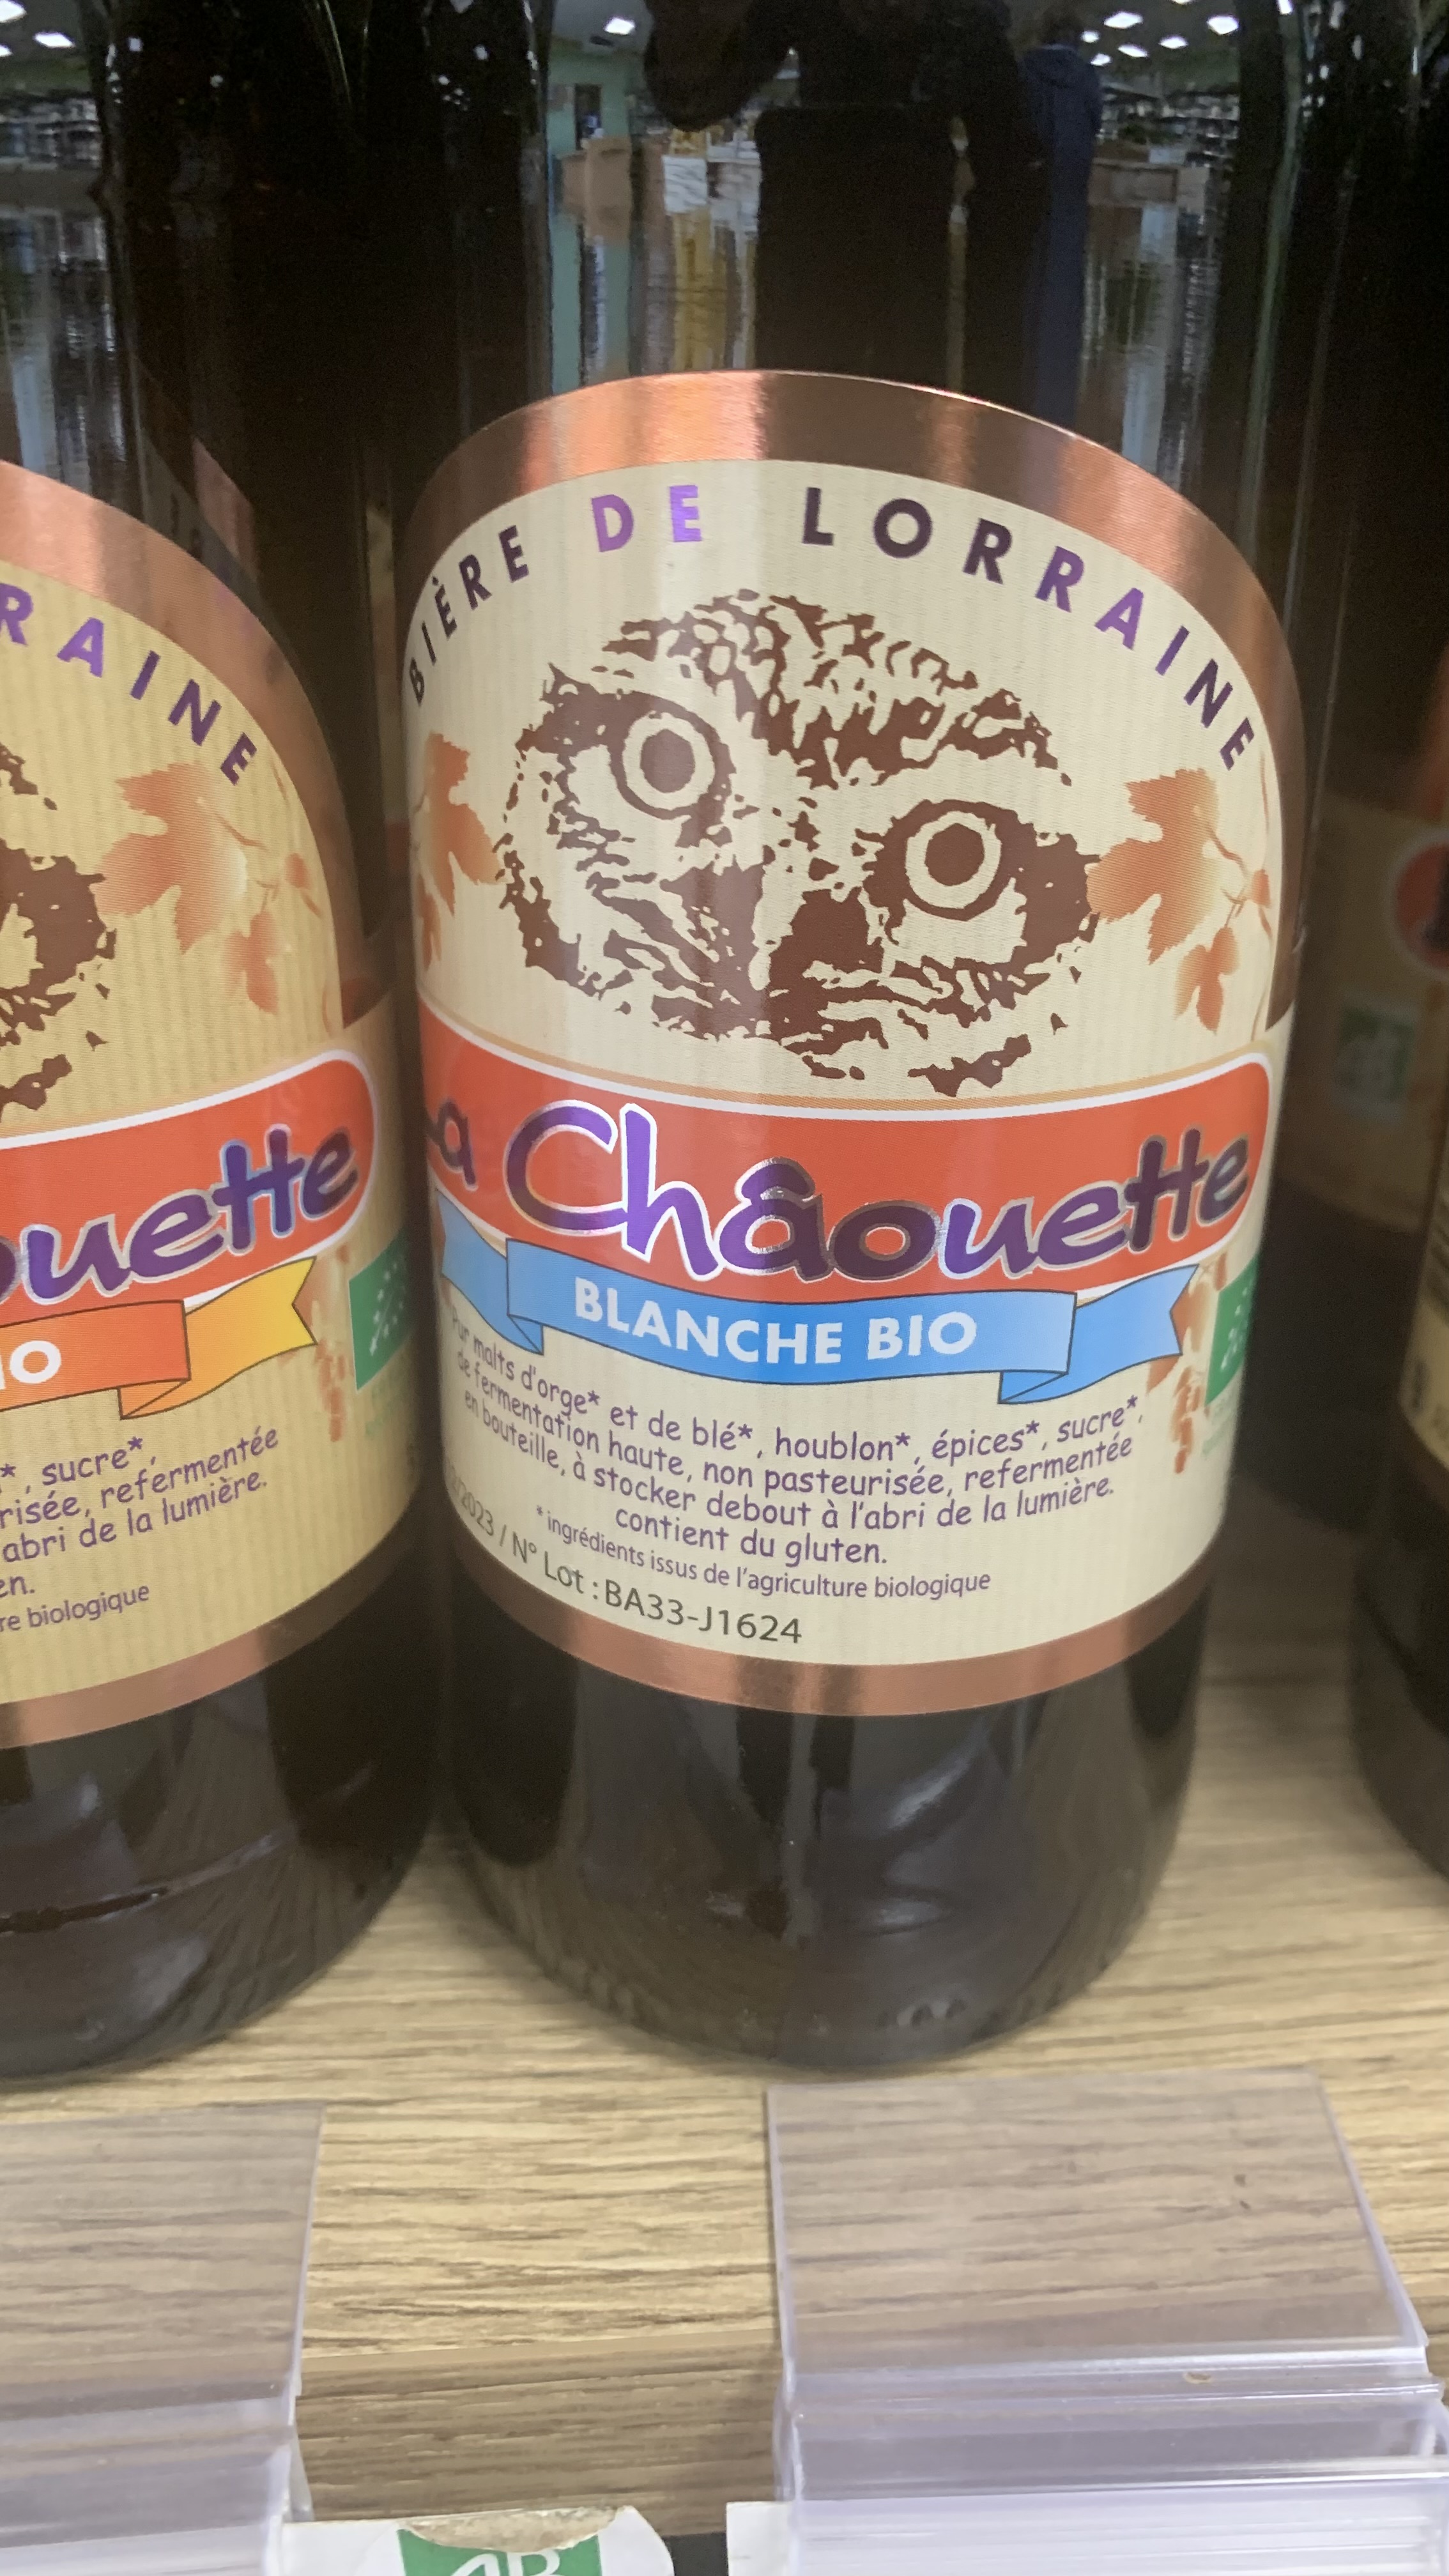 BIÈRE DE LORRAINE
La Châouette
BLANCHE BIO
Pur malts d'orge* et de blé*, houblon*, épices*, sucre*,
de fermentation haute, non pasteurisée, refermentée
en bouteille, à stocker debout à l'abri de la lumière.
contient du gluten.
*ingrédients issus de l'agriculture biologique
/2023 / N° Lot : BA33-J1624
RAINE
ouette
IO
*, sucre*,
risée, refermentée
abri de la lumière.
en.
re biologique
AB